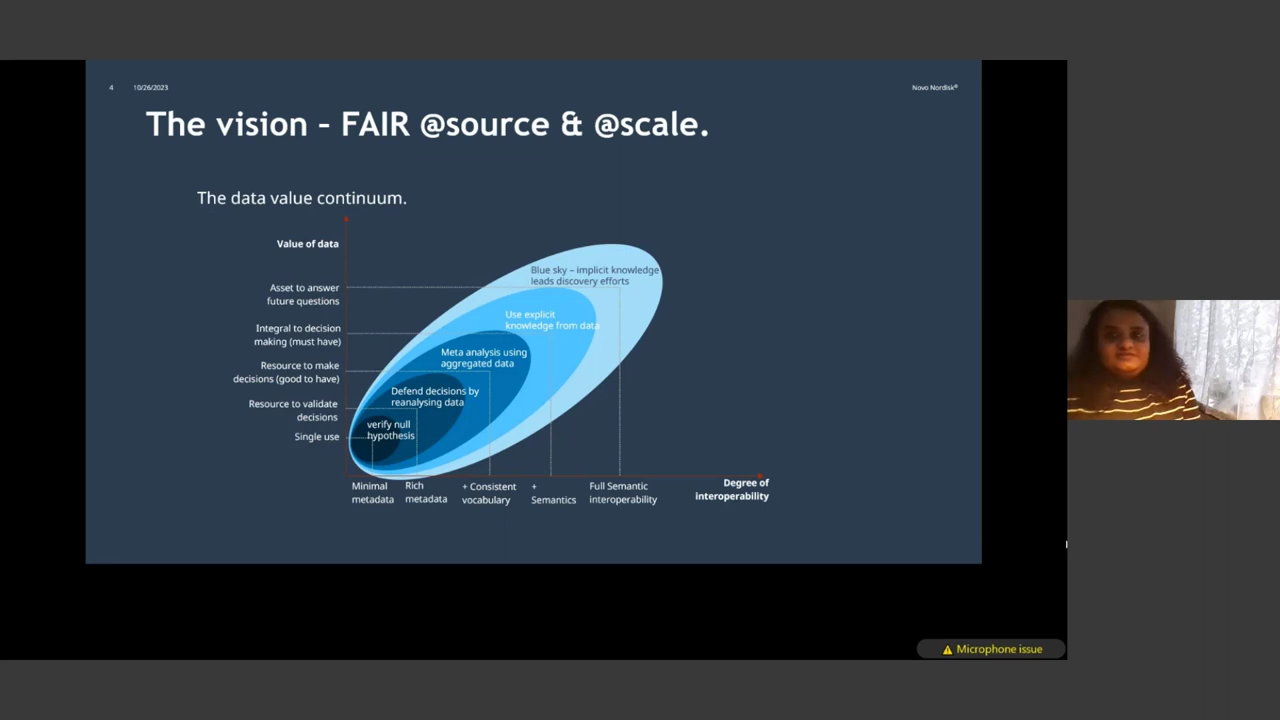 4 10/26/2023 Novo Nordisk®
The vision – FAIR @source & @scale.
The data value continuum.
Value of data
Asset to answer
future questions
Integral to decision
making (must have)
Resource to make
decisions (good to have)
Resource to validate
decisions
Single use
Blue sky – implicit knowledge
leads discovery efforts
Use explicit
knowledge from data
Meta analysis using
aggregated data
Defend decisions by
reanalysing data
verify null
hypothesis
Minimal
metadata
Rich
metadata
+ Consistent
vocabulary
+
Semantics
Full Semantic
interoperability
Degree of
interoperability
Microphone issue